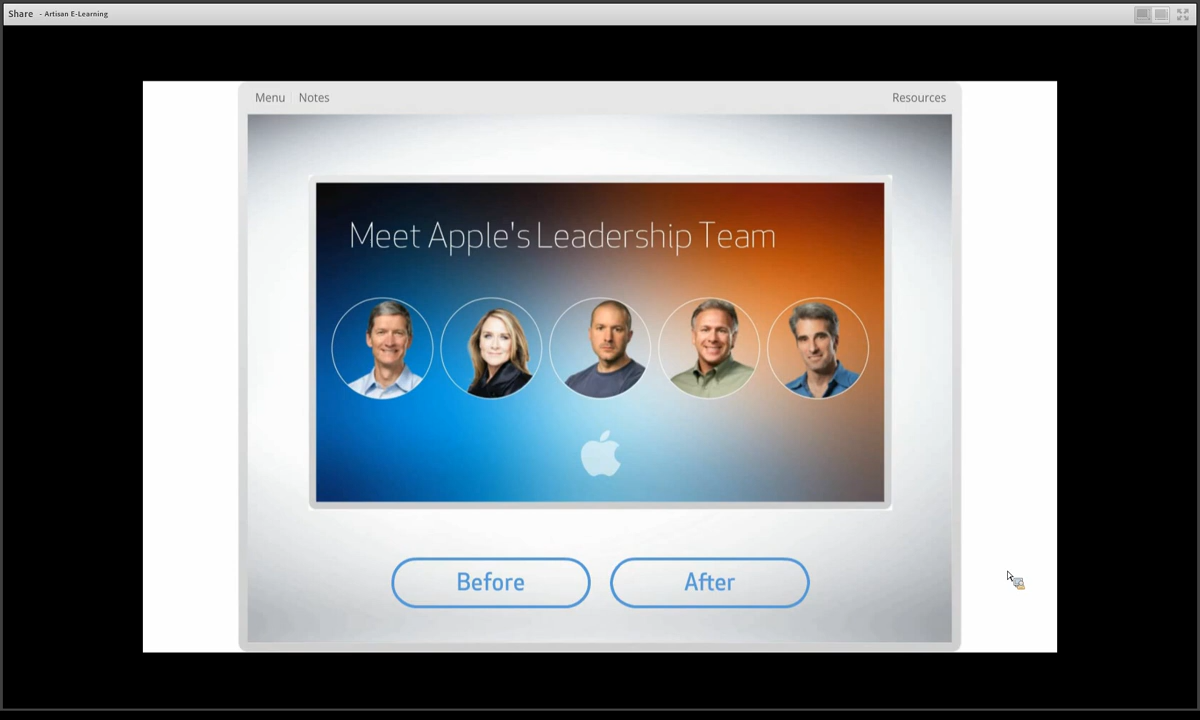 Share - Artisan E-Learning
Menu Notes Resources
Meet Apple's Leadership Team
Before After